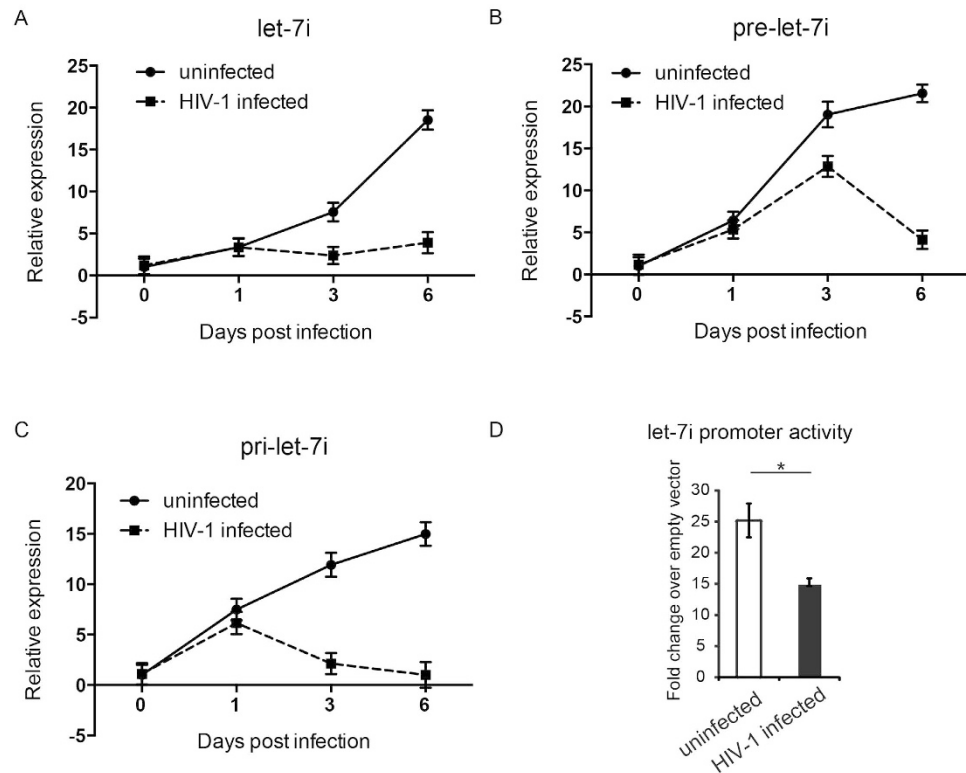 A
let-7i
uninfected
HIV-1 infected
25
20
15
10
5
0
-5
Relative expression
0 1 3 6
Days post infection
B
pre-let-7i
uninfected
HIV-1 infected
25
20
15
10
5
0
-5
Relative expression
0 1 3 6
Days post infection
C
pri-let-7i
uninfected
HIV-1 infected
20
15
10
5
0
Relative expression
0 1 3 6
Days post infection
D
let-7i promoter activity
*
30
25
20
15
10
5
0
Fold change over empty vector
uninfected
HIV-1 infected